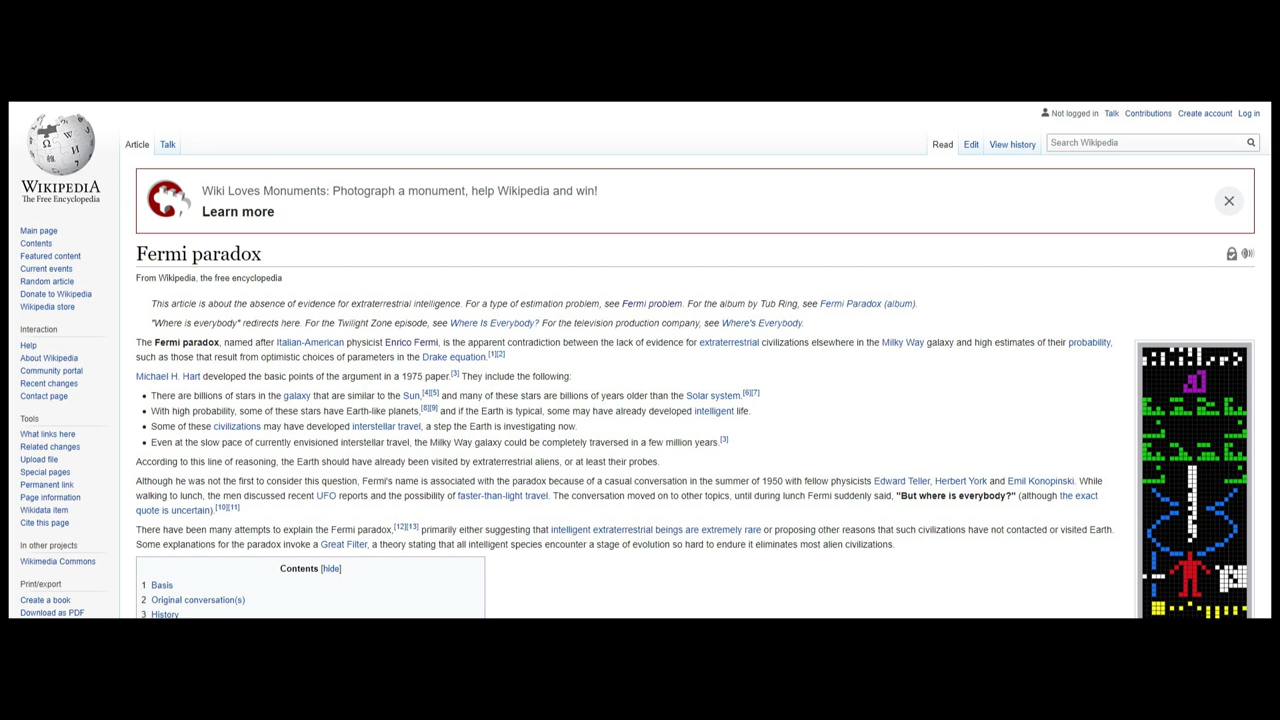 Not logged in Talk Contributions Create account Log in
Article Talk Read Edit View history Search Wikipedia
WIKIPEDIA
The Free Encyclopedia
Main page
Contents
Featured content
Current events
Random article
Donate to Wikipedia
Wikipedia store
Interaction
Help
About Wikipedia
Community portal
Recent changes
Contact page
Tools
What links here
Related changes
Upload file
Special pages
Permanent link
Page information
Wikidata item
Cite this page
In other projects
Wikimedia Commons
Print/export
Create a book
Download as PDF
Wiki Loves Monuments: Photograph a monument, help Wikipedia and win!
Learn more
Fermi paradox
From Wikipedia, the free encyclopedia
This article is about the absence of evidence for extraterrestrial intelligence. For a type of estimation problem, see Fermi problem. For the album by Tub Ring, see Fermi Paradox (album).
"Where is everybody" redirects here. For the Twilight Zone episode, see Where Is Everybody? For the television production company, see Where's Everybody.
The Fermi paradox, named after Italian-American physicist Enrico Fermi, is the apparent contradiction between the lack of evidence for extraterrestrial civilizations elsewhere in the Milky Way galaxy and high estimates of their probability,
such as those that result from optimistic choices of parameters in the Drake equation.[1][2]
Michael H. Hart developed the basic points of the argument in a 1975 paper.[3] They include the following:
• There are billions of stars in the galaxy that are similar to the Sun,[4][5] and many of these stars are billions of years older than the Solar system.[6][7]
• With high probability, some of these stars have Earth-like planets,[8][9] and if the Earth is typical, some may have already developed intelligent life.
• Some of these civilizations may have developed interstellar travel, a step the Earth is investigating now.
• Even at the slow pace of currently envisioned interstellar travel, the Milky Way galaxy could be completely traversed in a few million years.[3]
According to this line of reasoning, the Earth should have already been visited by extraterrestrial aliens, or at least their probes.
Although he was not the first to consider this question, Fermi's name is associated with the paradox because of a casual conversation in the summer of 1950 with fellow physicists Edward Teller, Herbert York and Emil Konopinski. While
walking to lunch, the men discussed recent UFO reports and the possibility of faster-than-light travel. The conversation moved on to other topics, until during lunch Fermi suddenly said, "But where is everybody?" (although the exact
quote is uncertain).[10][11]
There have been many attempts to explain the Fermi paradox,[12][13] primarily either suggesting that intelligent extraterrestrial beings are extremely rare or proposing other reasons that such civilizations have not contacted or visited Earth.
Some explanations for the paradox invoke a Great Filter, a theory stating that all intelligent species encounter a stage of evolution so hard to endure it eliminates most alien civilizations.
Contents [hide]
1 Basis
2 Original conversation(s)
3 History